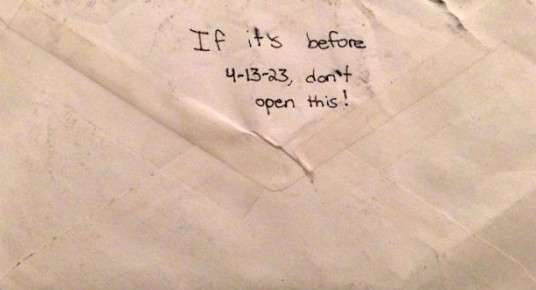 If it's before
4-13-23, don't
open this!